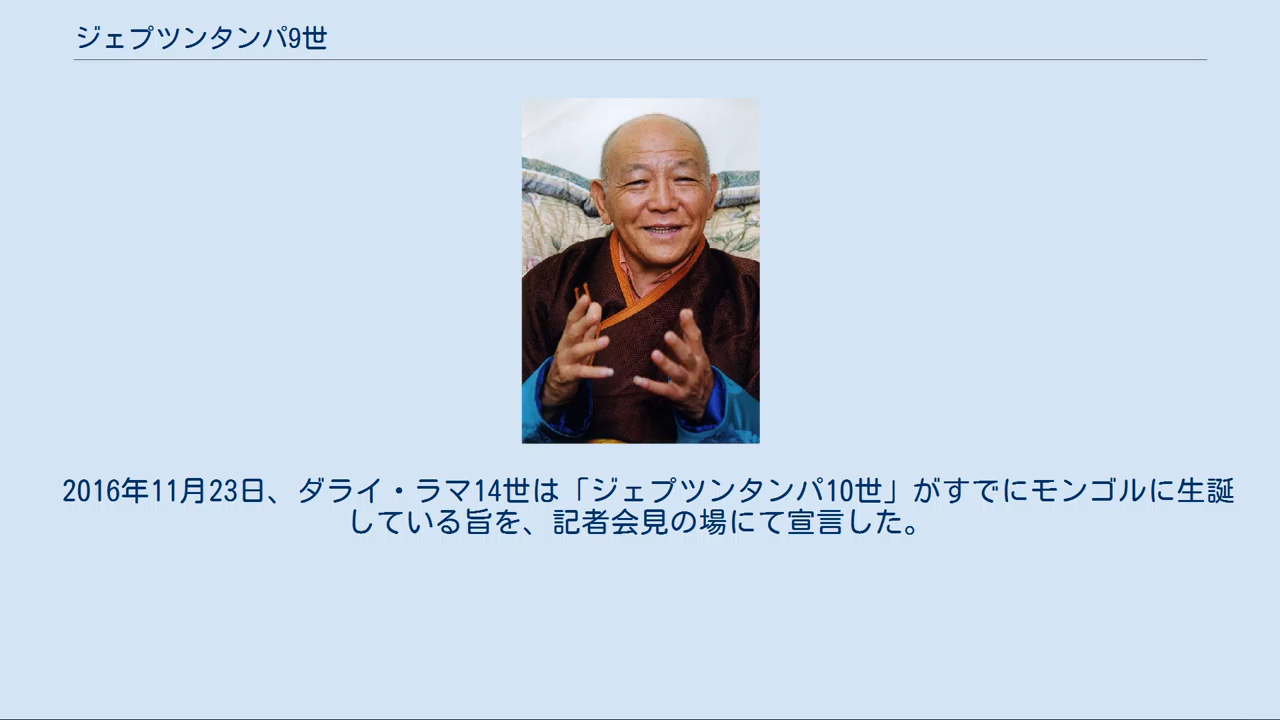 ジェプツンタンパ9世
2016年11月23日、ダライ・ラマ14世は「ジェプツンタンパ10世」がすでにモンゴルに生誕
している旨を、記者会見の場にて宣言した。